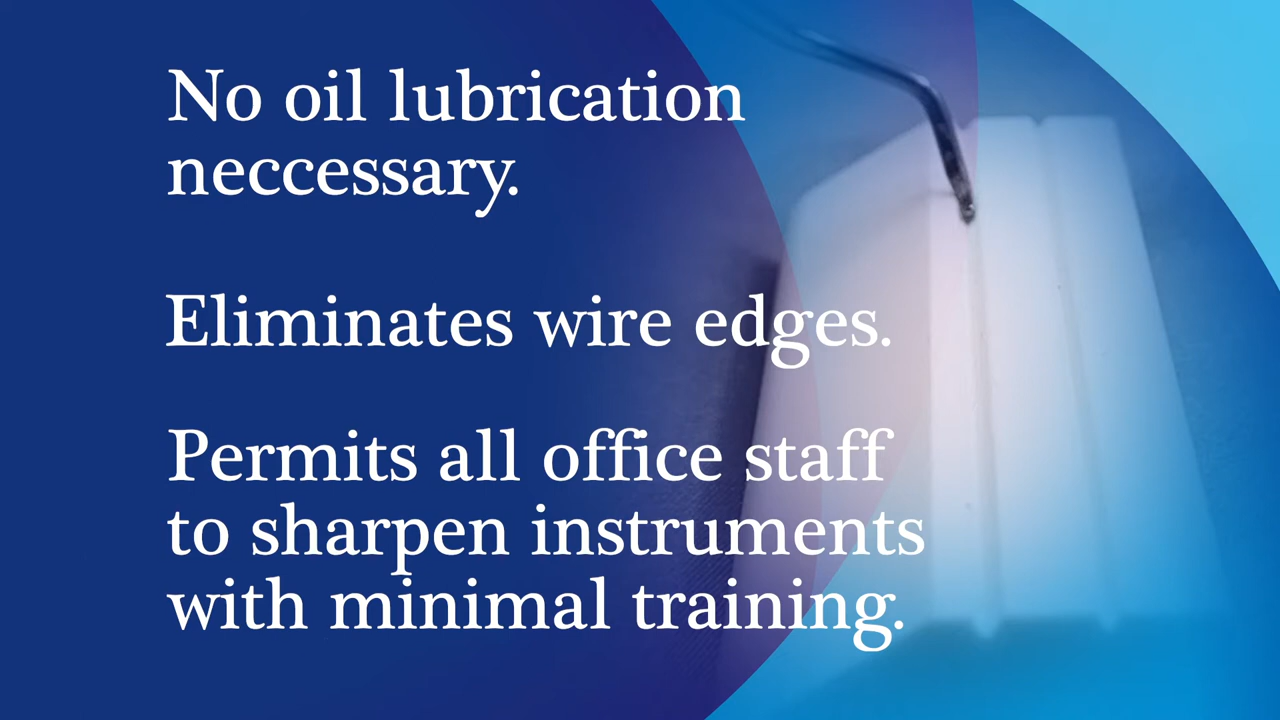 No oil lubrication
neccessary.
Eliminates wire edges.
Permits all office staff
to sharpen instruments
with minimal training.